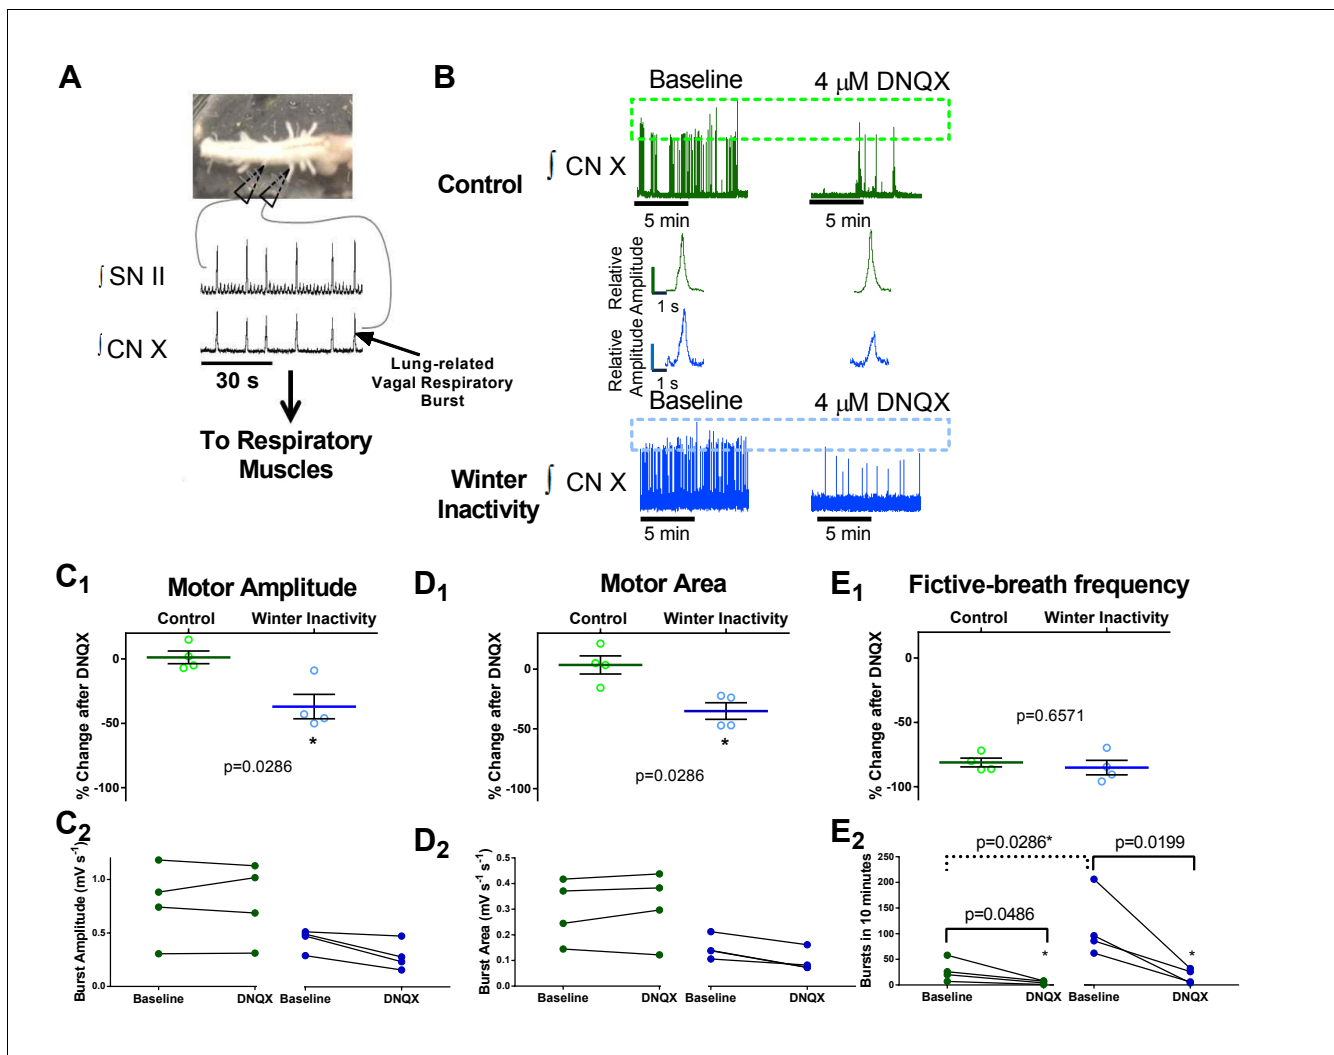 A
∫ SN II
∫ CN X
30 s
Lung-related
Vagal Respiratory
Burst
To Respiratory
Muscles
B
Baseline
4 μM DNQX
Control
∫ CN X
5 min
5 min
Relative
Amplitude
1 s
Relative
Amplitude
1 s
Baseline
4 μM DNQX
Winter
Inactivity
∫ CN X
5 min
5 min
C1
Motor Amplitude
Control
Winter Inactivity
% Change after DNQX
0
-50
-100
*
p=0.0286
D1
Motor Area
Control
Winter Inactivity
% Change after DNQX
0
-50
-100
*
p=0.0286
E1
Fictive-breath frequency
Control
Winter Inactivity
% Change after DNQX
0
-50
-100
p=0.6571
C2
Burst Amplitude (mV s-1)
1.0
0.5
0.0
Baseline
DNQX
Baseline
DNQX
D2
Burst Area (mV s-1 s-1)
0.5
0.4
0.3
0.2
0.1
0.0
Baseline
DNQX
Baseline
DNQX
E2
Bursts in 10 minutes
250
200
150
100
50
0
p=0.0286*
p=0.0199
p=0.0486
*
*
Baseline
DNQX
Baseline
DNQX